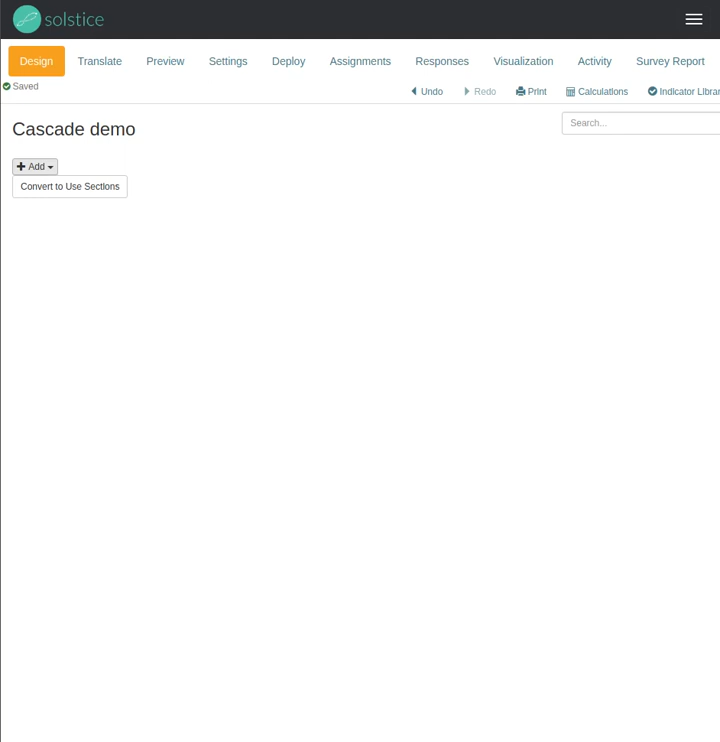 solstice
Design Translate Preview Settings Deploy Assignments Responses Visualization Activity Survey Report
Saved
Undo Redo Print Calculations Indicator Librar
Cascade demo
Search...
Add
Convert to Use Sections